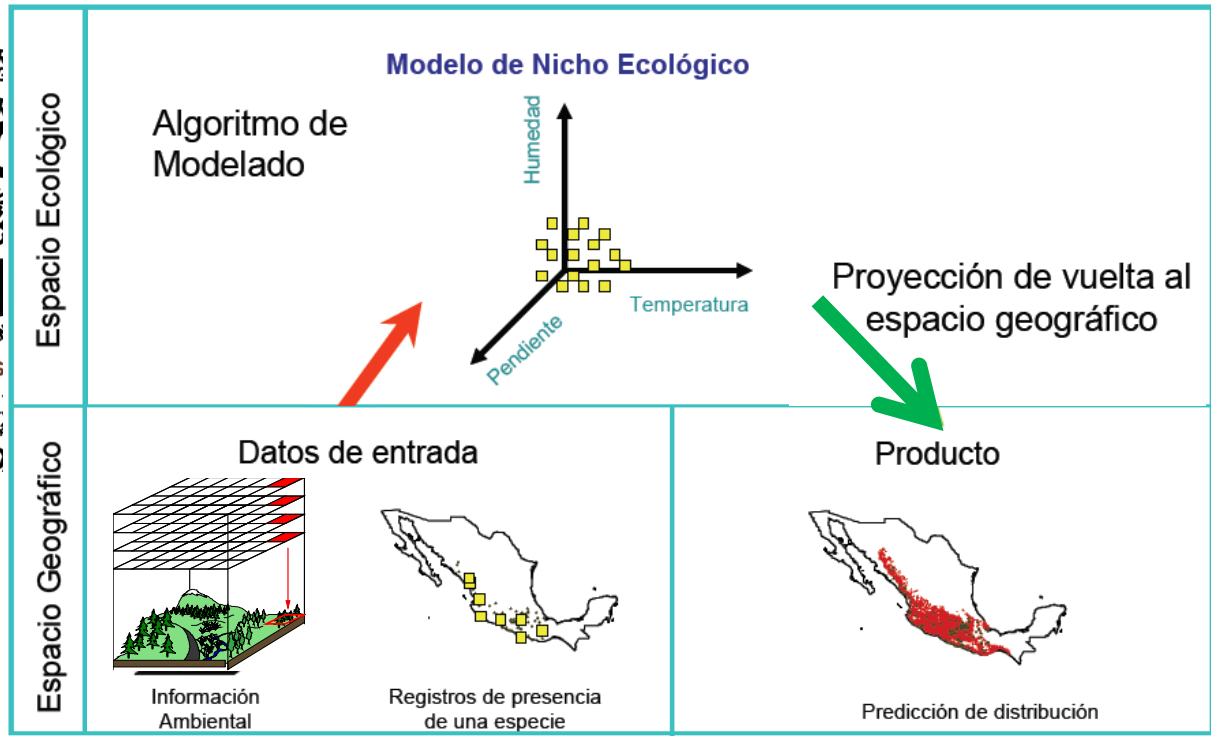 Espacio Ecológico
Modelo de Nicho Ecológico
Algoritmo de
Modelado
Humedad
Temperatura
Pendiente
Proyección de vuelta al
espacio geográfico
Espacio Geográfico
Datos de entrada
Información
Ambiental
Registros de presencia
de una especie
Producto
Predicción de distribución